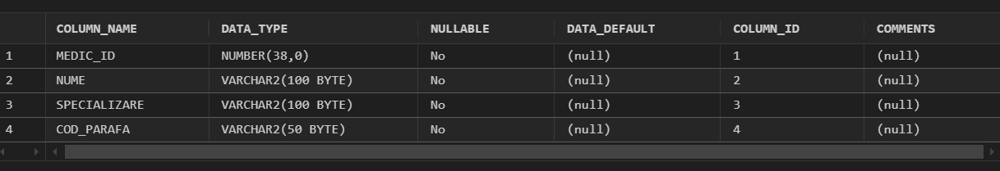 COLUMN_NAME DATA_TYPE NULLABLE DATA_DEFAULT COLUMN_ID COMMENTS
1 MEDIC_ID NUMBER(38,0) No (null) 1 (null)
2 NUME VARCHAR2(100 BYTE) No (null) 2 (null)
3 SPECIALIZARE VARCHAR2(100 BYTE) No (null) 3 (null)
4 COD_PARAFA VARCHAR2(50 BYTE) No (null) 4 (null)